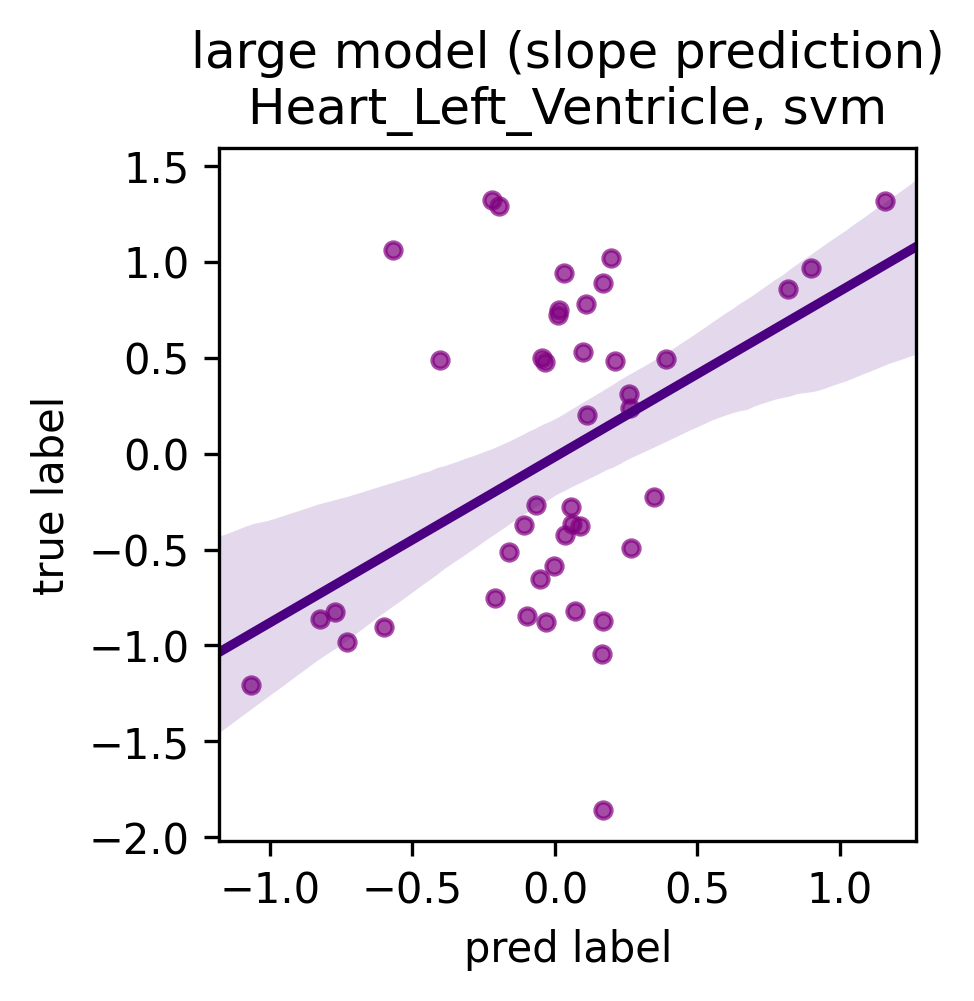 large model (slope prediction)
Heart_Left_Ventricle, svm
1.5
1.0
0.5
0.0
−0.5
−1.0
−1.5
−2.0
true label
−1.0 −0.5 0.0 0.5 1.0
pred label